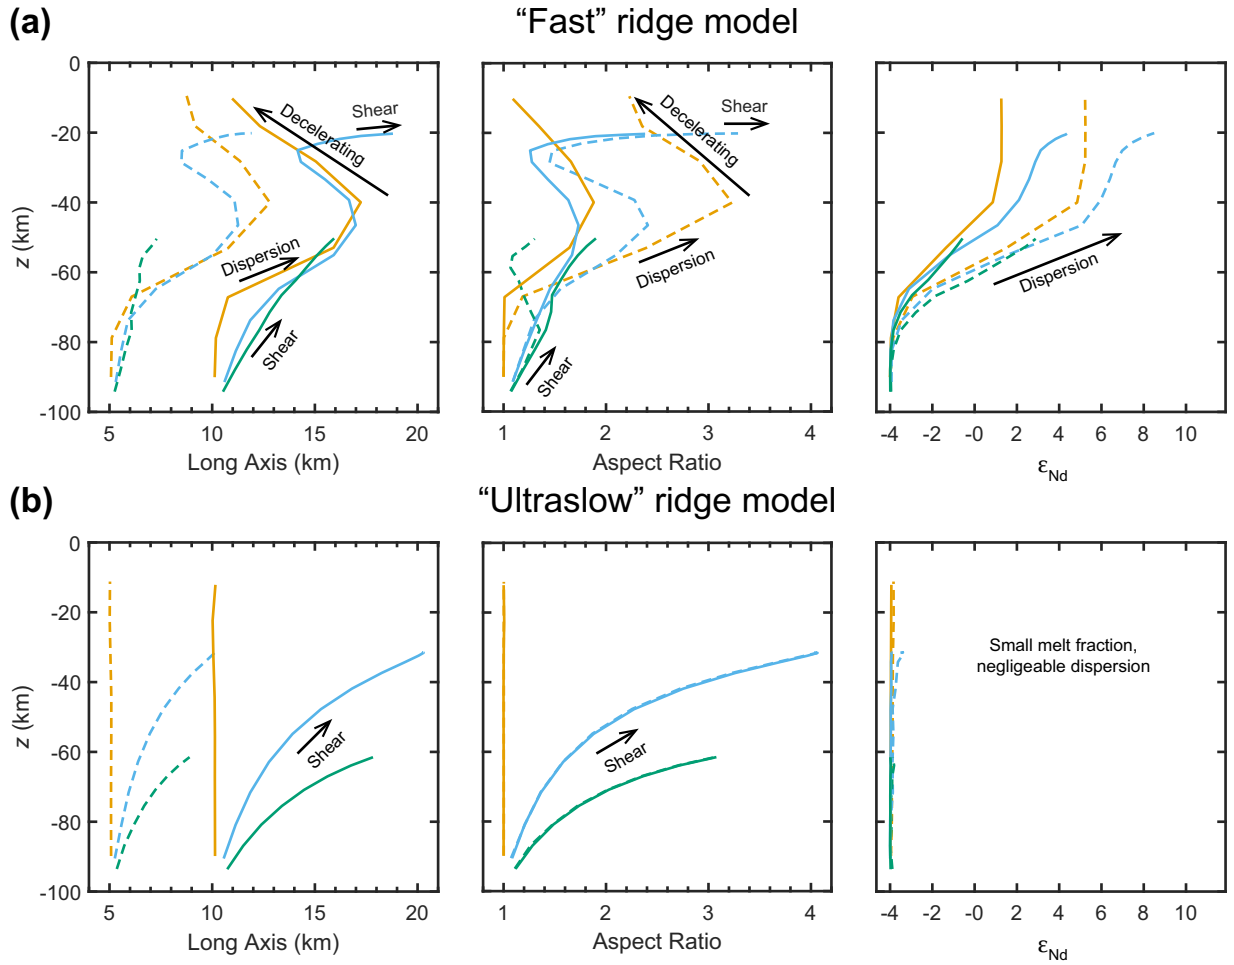 (a)
“Fast” ridge model
0
-20
-40
-60
-80
-100
z (km)
5
10
15
20
Long Axis (km)
Shear
Decelerating
Dispersion
Shear
1
2
3
4
Aspect Ratio
Shear
Decelerating
Dispersion
Shear
-4
-2
-0
2
4
6
8
10
εNd
Dispersion
(b)
“Ultraslow” ridge model
0
-20
-40
-60
-80
-100
z (km)
5
10
15
20
Long Axis (km)
Shear
1
2
3
4
Aspect Ratio
Shear
Small melt fraction,
negligeable dispersion
-4
-2
-0
2
4
6
8
10
εNd